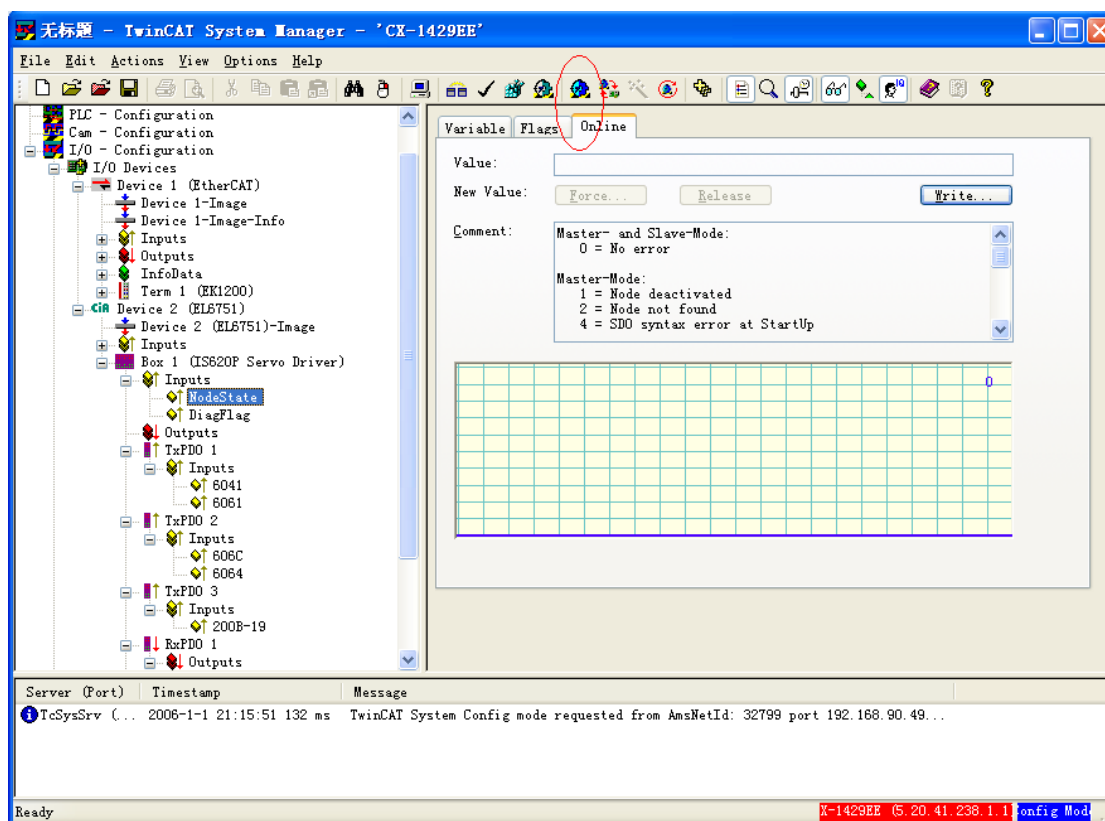 无标题 - TwinCAT System Manager - 'CX-1429EE'
File Edit Actions View Options Help
PLC - Configuration
Cam - Configuration
I/O - Configuration
I/O Devices
Device 1 (EtherCAT)
Device 1-Image
Device 1-Image-Info
Inputs
Outputs
InfoData
Term 1 (EK1200)
CiA Device 2 (EL6751)
Device 2 (EL6751)-Image
Inputs
Box 1 (IS620P Servo Driver)
Inputs
NodeState
DiagFlag
Outputs
TxPDO 1
Inputs
6041
6061
TxPDO 2
Inputs
606C
6064
TxPDO 3
Inputs
200B-19
RxPDO 1
Outputs
Variable Flags Online
Value:
New Value: Force... Release Write...
Comment:
Master- and Slave-Mode:
0 = No error
Master-Mode:
1 = Node deactivated
2 = Node not found
4 = SDO syntax error at StartUp
0
Server (Port) Timestamp Message
TcSysSrv (... 2006-1-1 21:15:51 132 ms TwinCAT System Config mode requested from AmsNetId: 32799 port 192.168.90.49...
Ready X-1429EE (5.20.41.238.1.1) onfig Mod